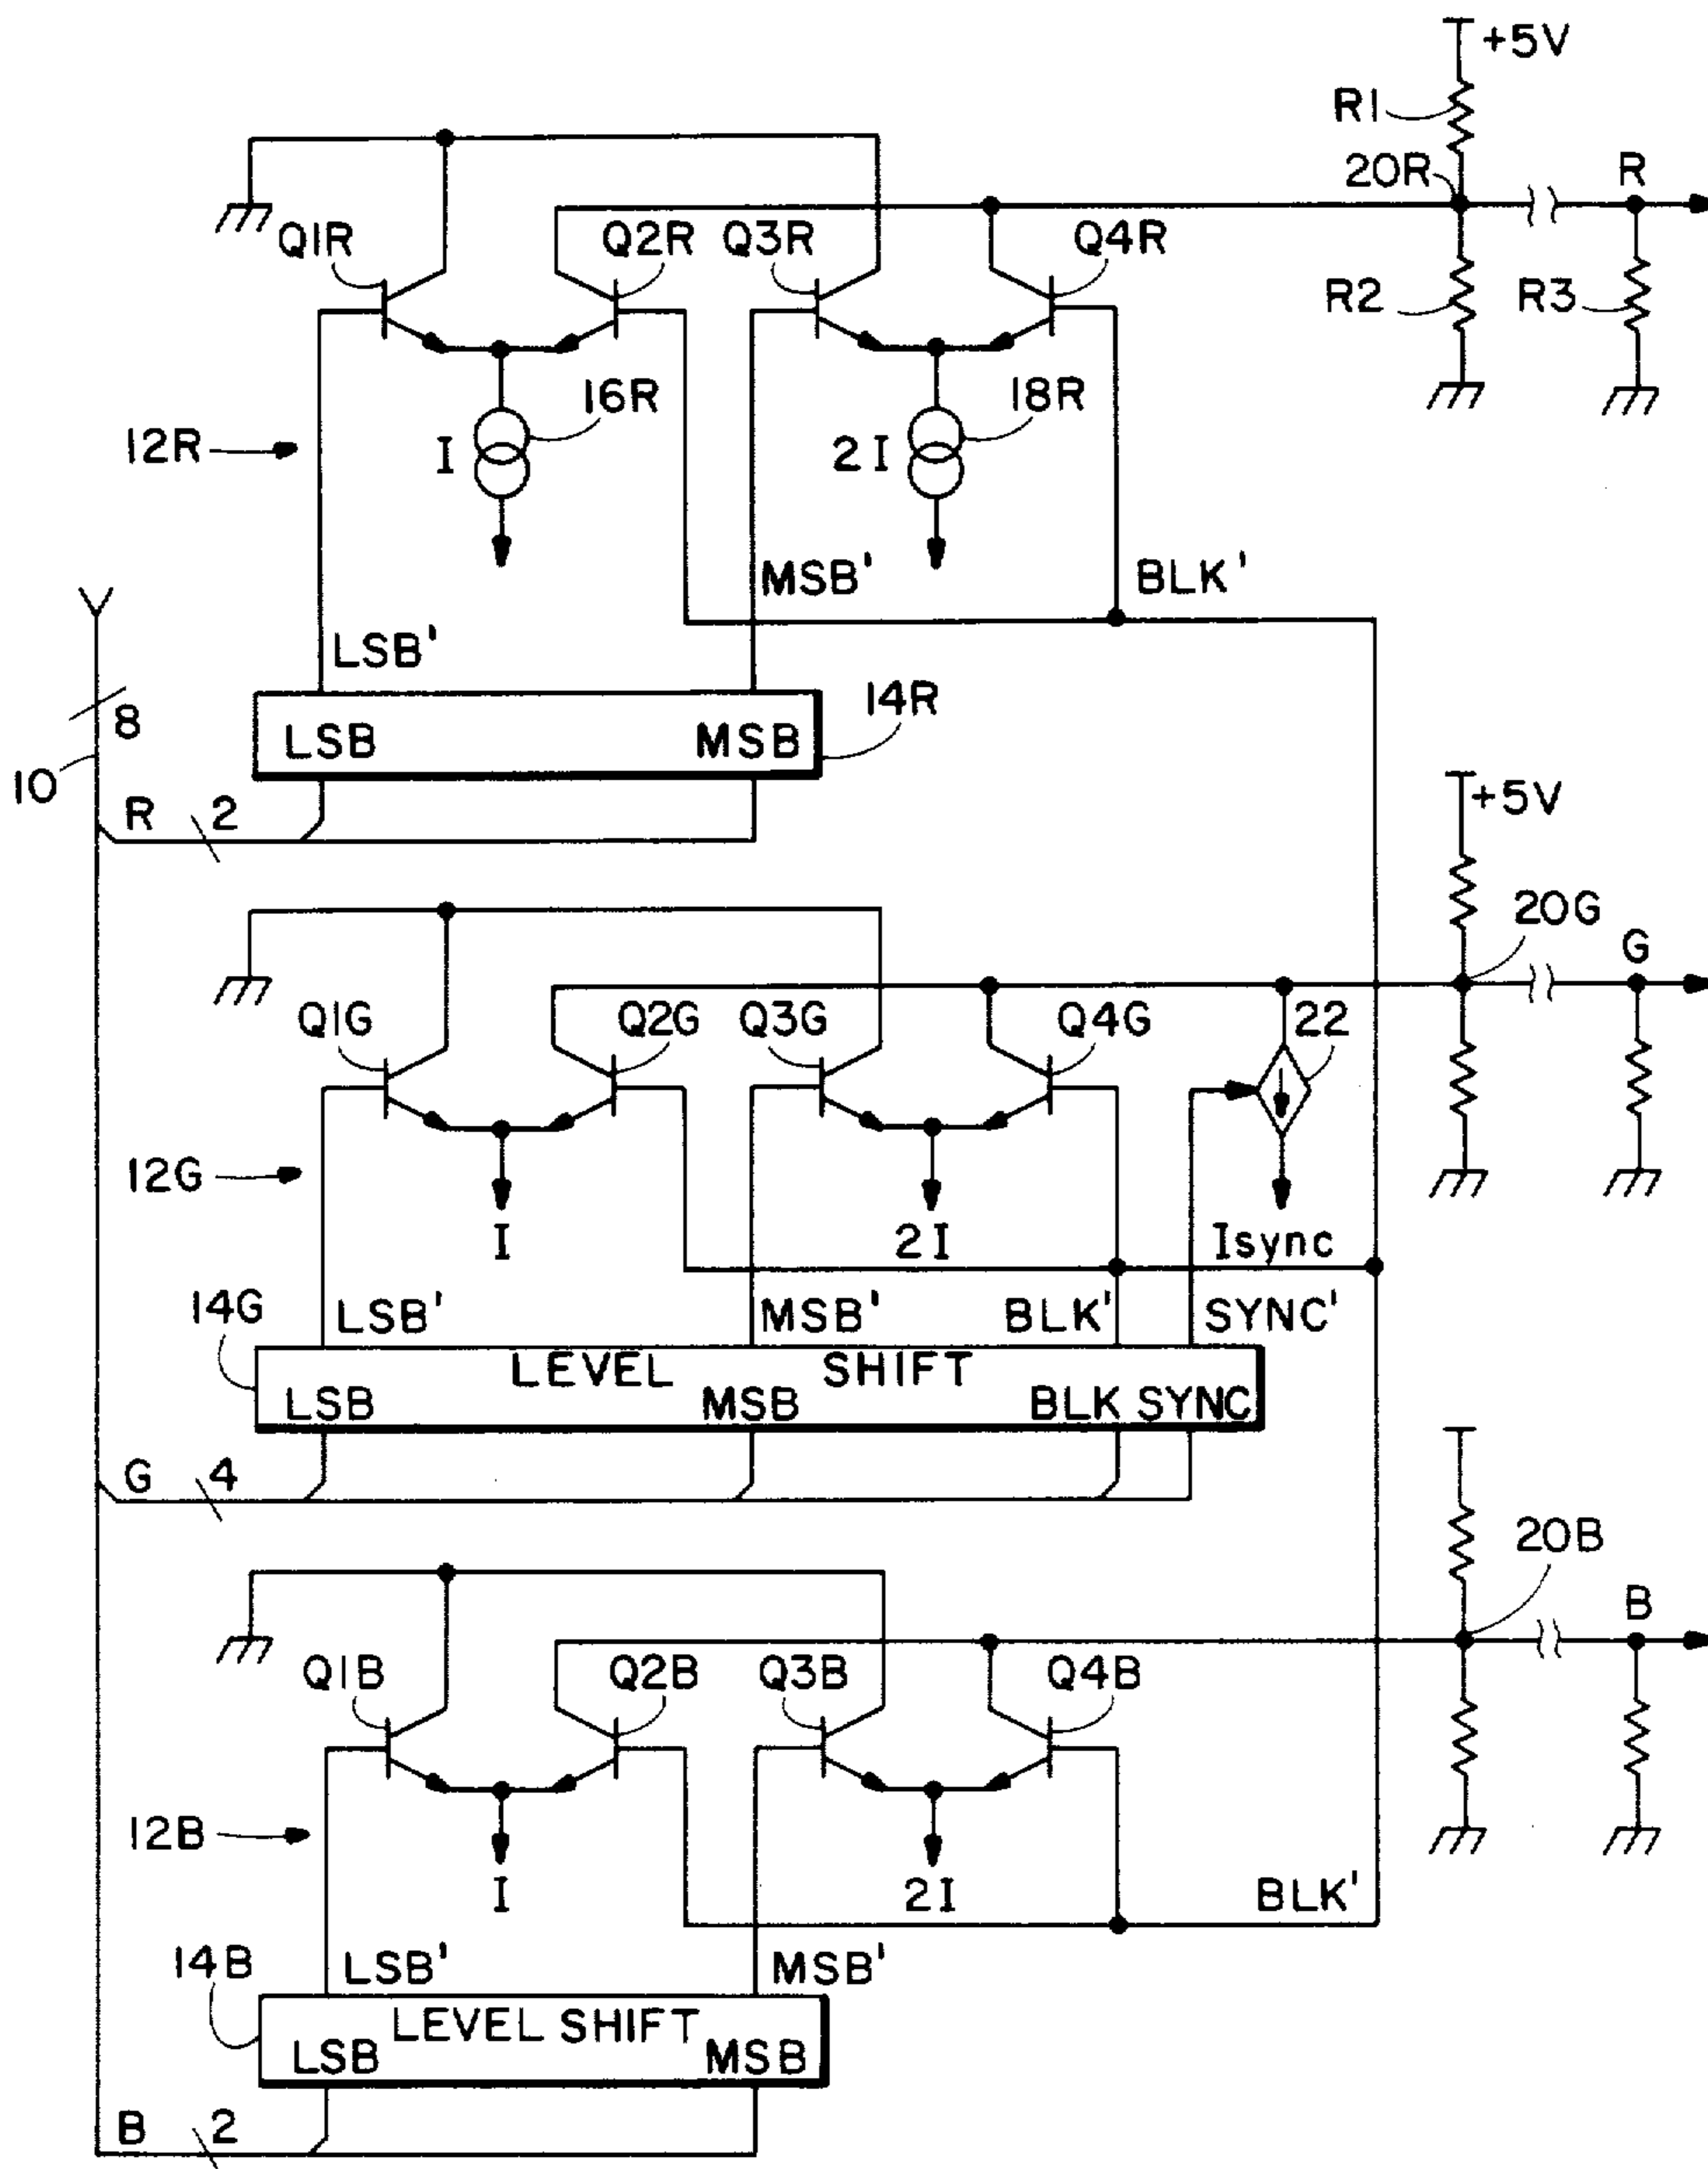 +5V
R1
20R
R
Q1R
Q2R
Q3R
Q4R
R2
R3
16R
18R
12R
I
2I
MSB'
BLK'
LSB'
14R
8
LSB
MSB
10
R
2
+5V
20G
G
Q1G
Q2G
Q3G
Q4G
22
12G
I
2I
Isync
14G
LSB'
MSB'
BLK'
SYNC'
LEVEL SHIFT
LSB
MSB
BLK
SYNC
G
4
20B
B
Q1B
Q2B
Q3B
Q4B
12B
I
2I
BLK'
14B
LSB'
MSB'
LEVEL SHIFT
LSB
MSB
B
2